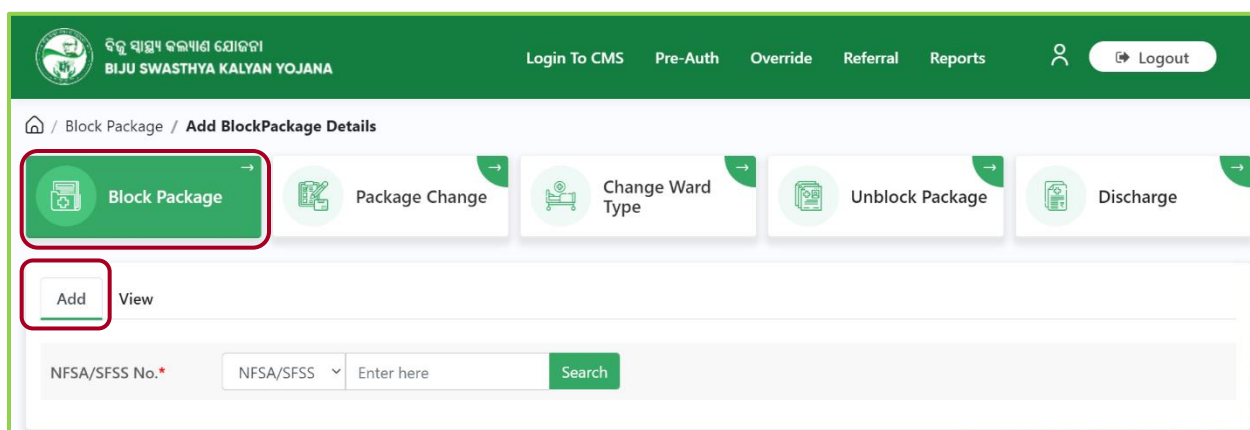 ବିଜୁ ସ୍ୱାସ୍ଥ୍ୟ କଲ୍ୟାଣ ଯୋଜନା
BIJU SWASTHYA KALYAN YOJANA
Login To CMS Pre-Auth Override Referral Reports Logout
/ Block Package / Add BlockPackage Details
Block Package
Package Change
Change Ward
Type
Unblock Package
Discharge
Add View
NFSA/SFSS No.* NFSA/SFSS Enter here Search